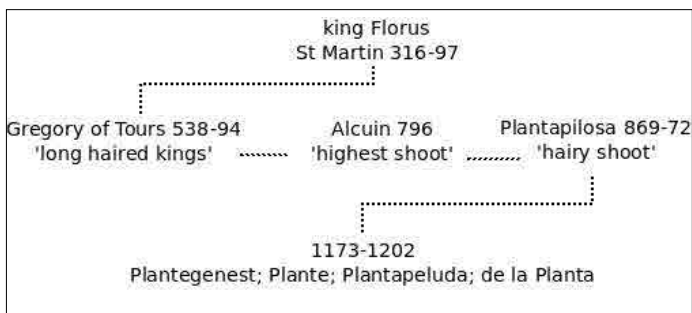 king Florus
St Martin 316-97
Gregory of Tours 538-94 Alcuin 796 Plantapilosa 869-72
'long haired kings' 'highest shoot' 'hairy shoot'
1173-1202
Plantegenest; Plante; Plantapeluda; de la Planta